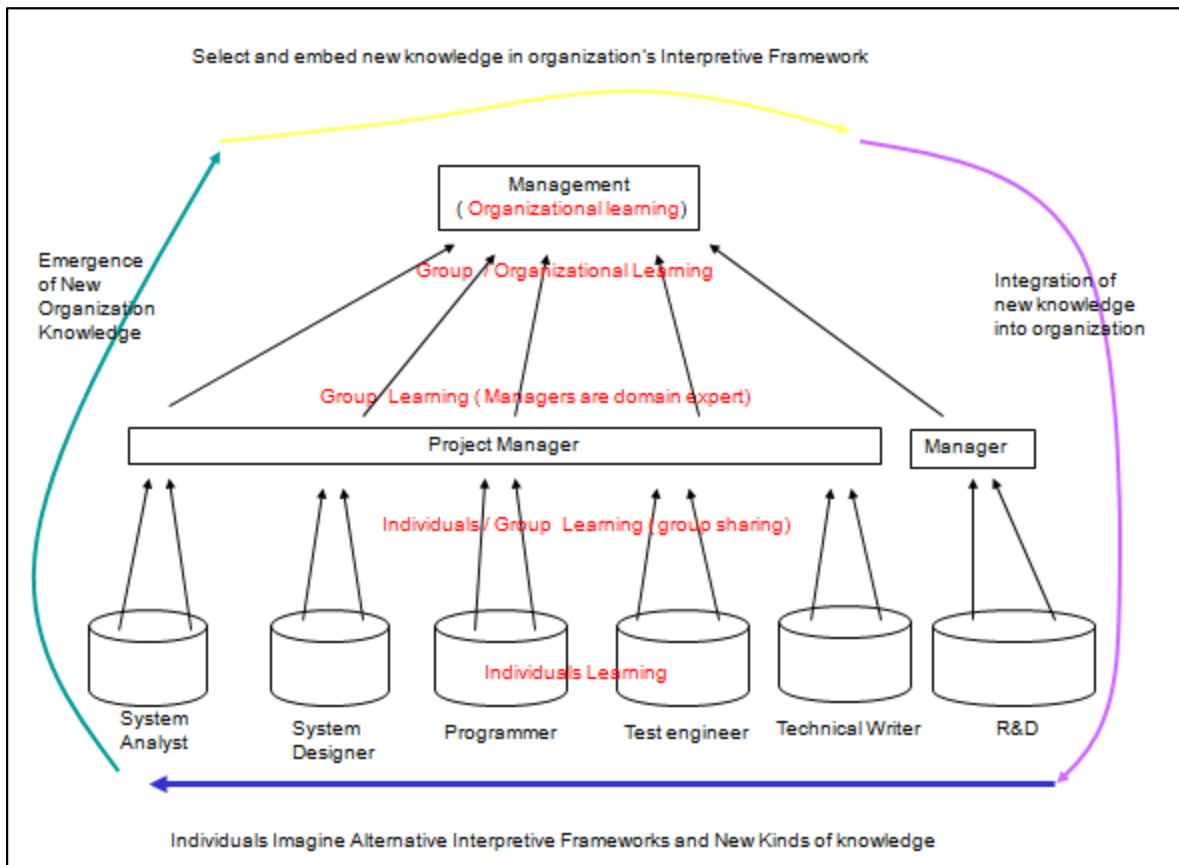 Select and embed new knowledge in organization's Interpretive Framework
Management
( Organizational learning)
Emergence
of New
Organization
Knowledge
Group / Organizational Learning
Integration of
new knowledge
into organization
Group Learning ( Managers are domain expert)
Project Manager
Manager
Individuals / Group Learning ( group sharing)
Individuals Learning
System
Analyst
System
Designer
Programmer
Test engineer
Technical Writer
R&D
Individuals Imagine Alternative Interpretive Frameworks and New Kinds of knowledge